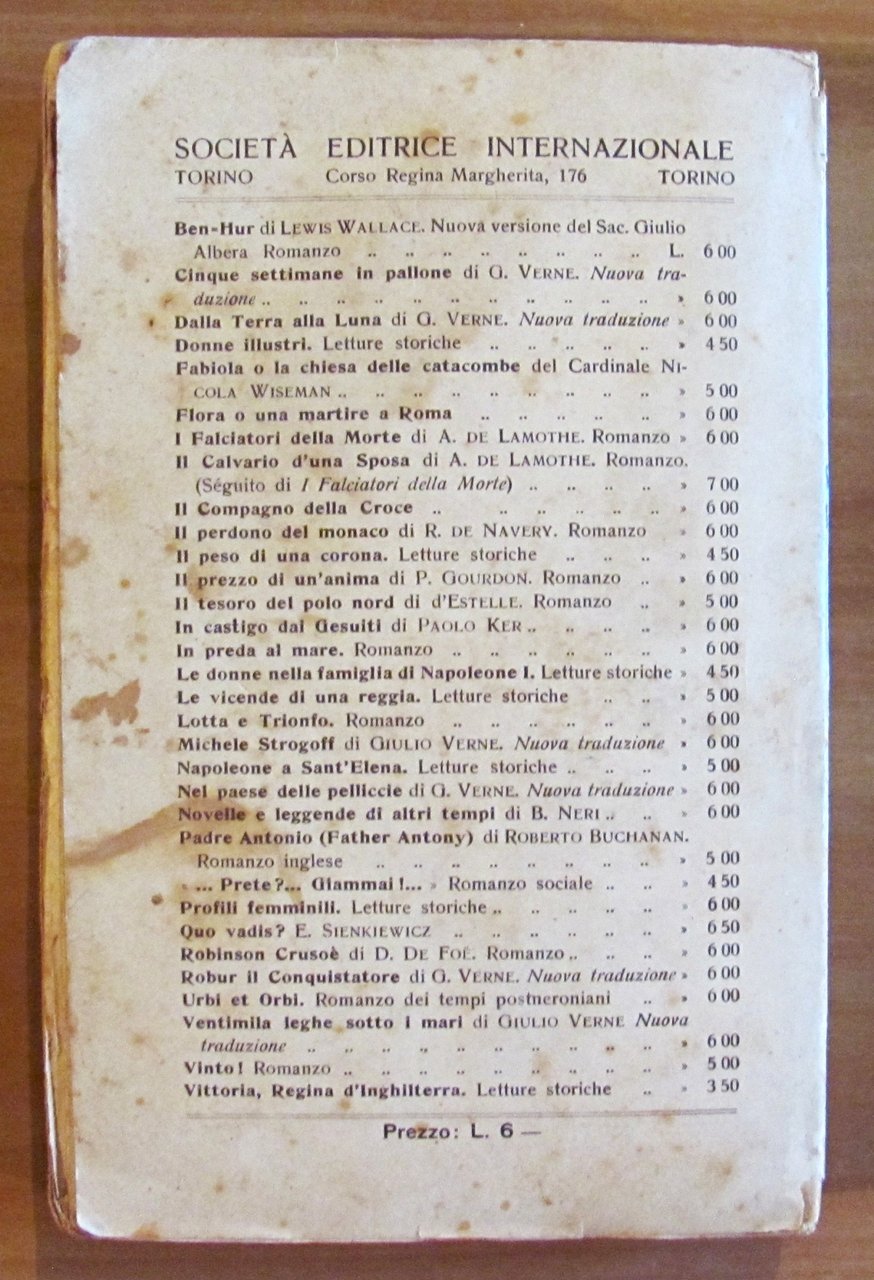 SOCIETÀ EDITRICE INTERNAZIONALE
TORINO Corso Regina Margherita, 176 TORINO
Ben-Hur di LEWIS WALLACE. Nuova versione del Sac. Giulio
Albera Romanzo .. .. .. .. .. .. .. .. L. 6 00
Cinque settimane in pallone di G. VERNE. Nuova tra-
duzione .. .. .. .. .. .. .. .. .. .. .. » 6 00
Dalla Terra alla Luna di G. VERNE. Nuova traduzione » 6 00
Donne illustri. Letture storiche .. .. .. .. .. » 4 50
Fabiola o la chiesa delle catacombe del Cardinale NI-
COLA WISEMAN .. .. .. .. .. .. .. .. .. » 5 00
Flora o una martire a Roma .. .. .. .. .. » 6 00
I Falciatori della Morte di A. DE LAMOTHE. Romanzo » 6 00
Il Calvario d'una Sposa di A. DE LAMOTHE. Romanzo.
(Séguito di I Falciatori della Morte) .. .. .. .. » 7 00
Il Compagno della Croce .. .. .. .. .. .. » 6 00
Il perdono del monaco di R. DE NAVERY. Romanzo » 6 00
Il peso di una corona. Letture storiche .. .. .. » 4 50
Il prezzo di un'anima di P. GOURDON. Romanzo .. » 6 00
Il tesoro del polo nord di d'ESTELLE. Romanzo .. » 5 00
In castigo dai Gesuiti di PAOLO KER .. .. .. .. » 6 00
In preda al mare. Romanzo .. .. .. .. .. .. » 6 00
Le donne nella famiglia di Napoleone I. Letture storiche » 4 50
Le vicende di una reggia. Letture storiche .. .. » 5 00
Lotta e Trionfo. Romanzo .. .. .. .. .. .. » 6 00
Michele Strogoff di GIULIO VERNE. Nuova traduzione » 6 00
Napoleone a Sant'Elena. Letture storiche .. .. .. » 5 00
Nel paese delle pelliccie di G. VERNE. Nuova traduzione » 6 00
Novelle e leggende di altri tempi di B. NERI .. .. » 6 00
Padre Antonio (Father Antony) di ROBERTO BUCHANAN.
Romanzo inglese .. .. .. .. .. .. .. .. » 5 00
« ... Prete?... Giammai!... » Romanzo sociale .. .. » 4 50
Profili femminili. Letture storiche .. .. .. .. .. » 6 00
Quo vadis? E. SIENKIEWICZ .. .. .. .. .. .. » 6 50
Robinson Crusoè di D. DE FOË. Romanzo .. .. .. » 6 00
Robur il Conquistatore di G. VERNE. Nuova traduzione » 6 00
Urbi et Orbi. Romanzo dei tempi postneroniani .. » 6 00
Ventimila leghe sotto i mari di GIULIO VERNE Nuova
traduzione .. .. .. .. .. .. .. .. .. .. » 6 00
Vinto! Romanzo .. .. .. .. .. .. .. .. .. » 5 00
Vittoria, Regina d'Inghilterra. Letture storiche .. » 3 50
Prezzo: L. 6 —